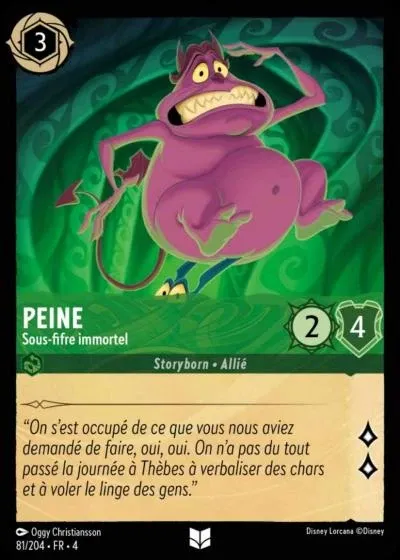 3
PEINE
Sous-fifre immortel
2
4
Storyborn • Allié
“On s’est occupé de ce que vous nous aviez
demandé de faire, oui, oui. On n’a pas du tout
passé la journée à Thèbes à verbaliser des chars
et à voler le linge des gens.”
Oggy Christiansson
81/204 • FR • 4
Disney Lorcana ©Disney